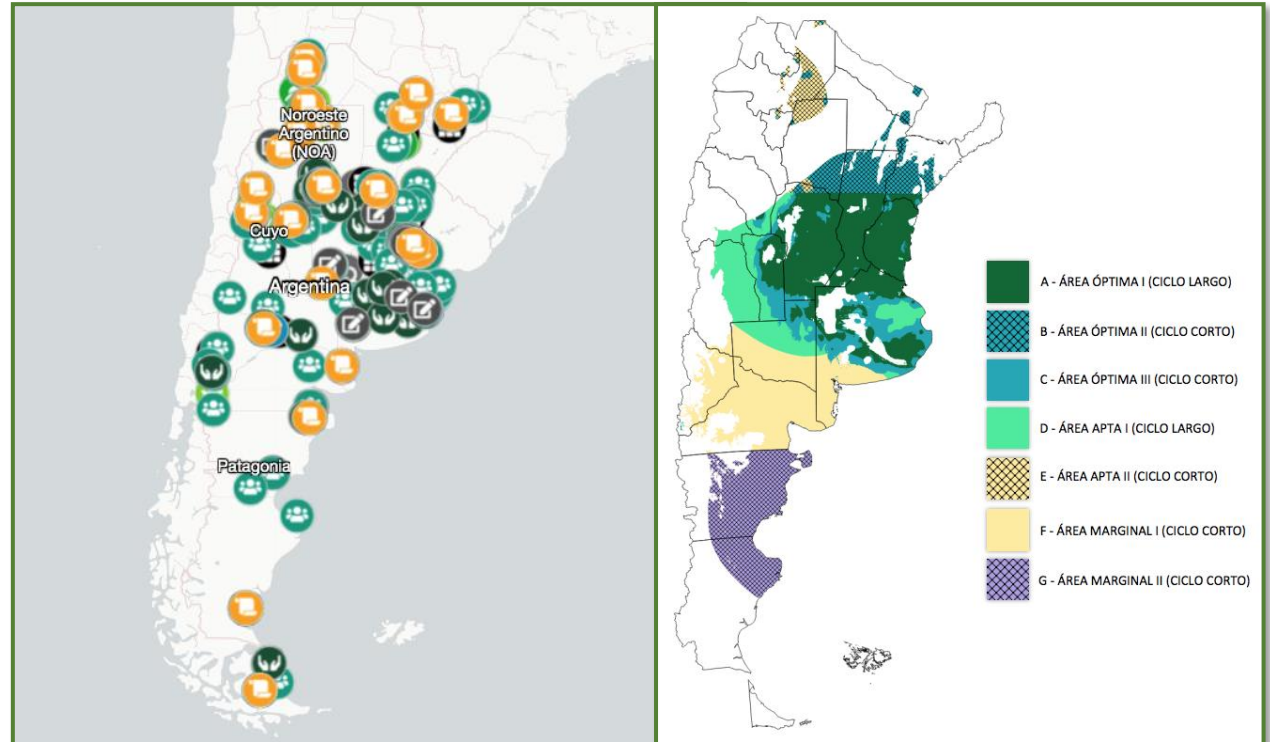 Noroeste
Argentino
(NOA)
Cuyo
Argentina
Patagonia
A - ÁREA ÓPTIMA I (CICLO LARGO)
B - ÁREA ÓPTIMA II (CICLO CORTO)
C - ÁREA ÓPTIMA III (CICLO CORTO)
D - ÁREA APTA I (CICLO LARGO)
E - ÁREA APTA II (CICLO CORTO)
F - ÁREA MARGINAL I (CICLO CORTO)
G - ÁREA MARGINAL II (CICLO CORTO)